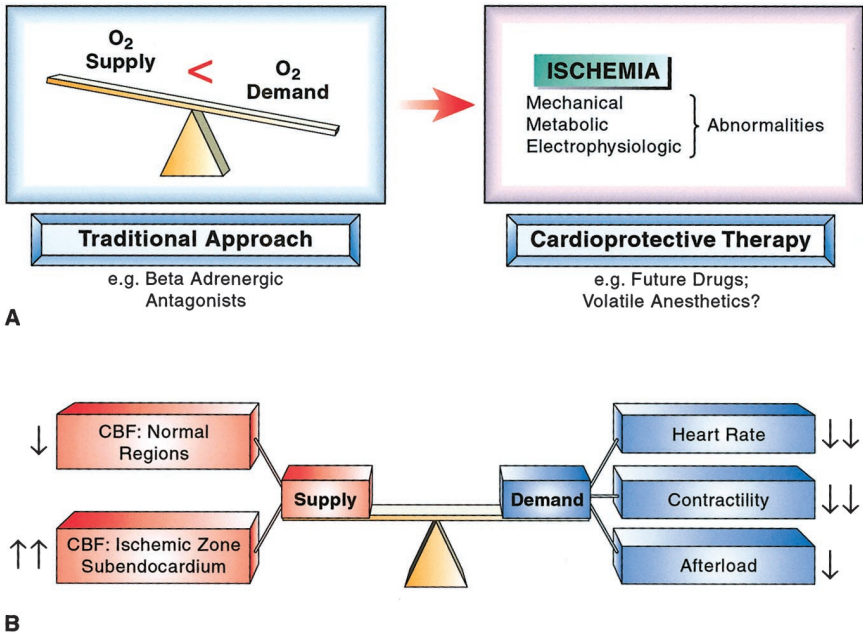 O₂
Supply
<
O₂
Demand
ISCHEMIA
Mechanical
Metabolic
Electrophysiologic
Abnormalities
Traditional Approach
Cardioprotective Therapy
e.g. Beta Adrenergic
Antagonists
e.g. Future Drugs;
Volatile Anesthetics?
A
↓
CBF: Normal
Regions
↑↑
CBF: Ischemic Zone
Subendocardium
Supply
Demand
Heart Rate
↓↓
Contractility
↓↓
Afterload
↓
B